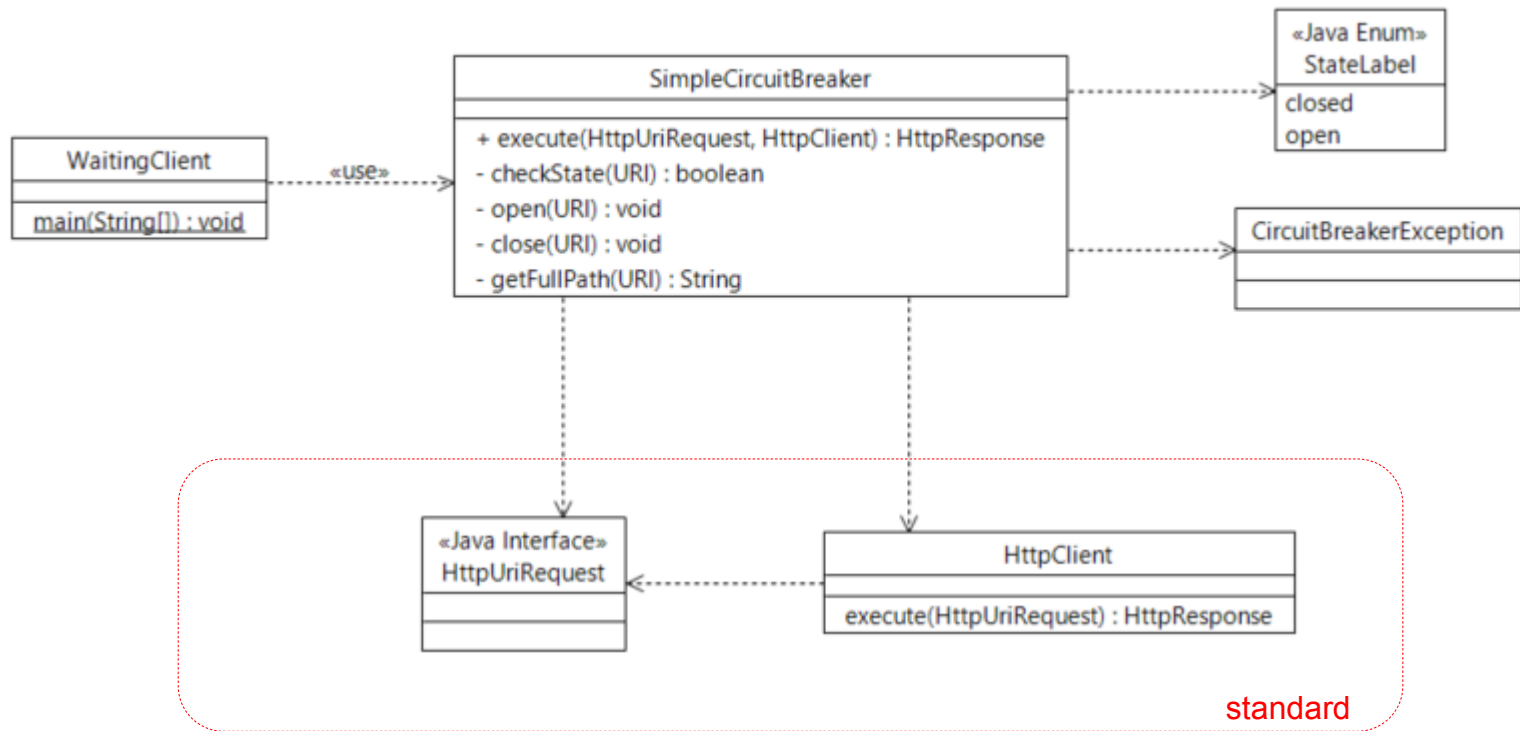 WaitingClient
main(String[]) : void
«use»
SimpleCircuitBreaker
+ execute(HttpUriRequest, HttpClient) : HttpResponse
- checkState(URI) : boolean
- open(URI) : void
- close(URI) : void
- getFullPath(URI) : String
«Java Enum»
StateLabel
closed
open
CircuitBreakerException
«Java Interface»
HttpUriRequest
HttpClient
execute(HttpUriRequest) : HttpResponse
standard